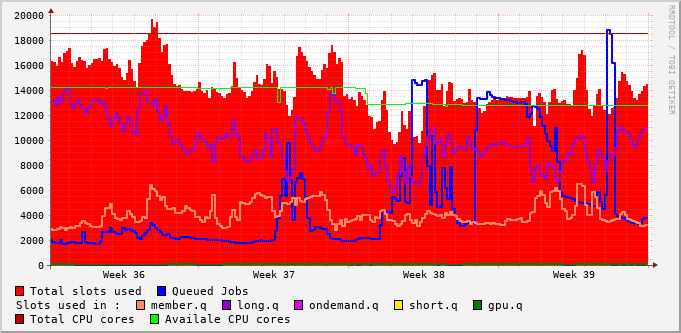 RRDTOOL / TOBI OETIKER
20000
18000
16000
14000
12000
10000
8000
6000
4000
2000
0
Week 36 Week 37 Week 38 Week 39
Total slots used Queued Jobs
Slots used in : member.q long.q ondemand.q short.q gpu.q
Total CPU cores Availale CPU cores